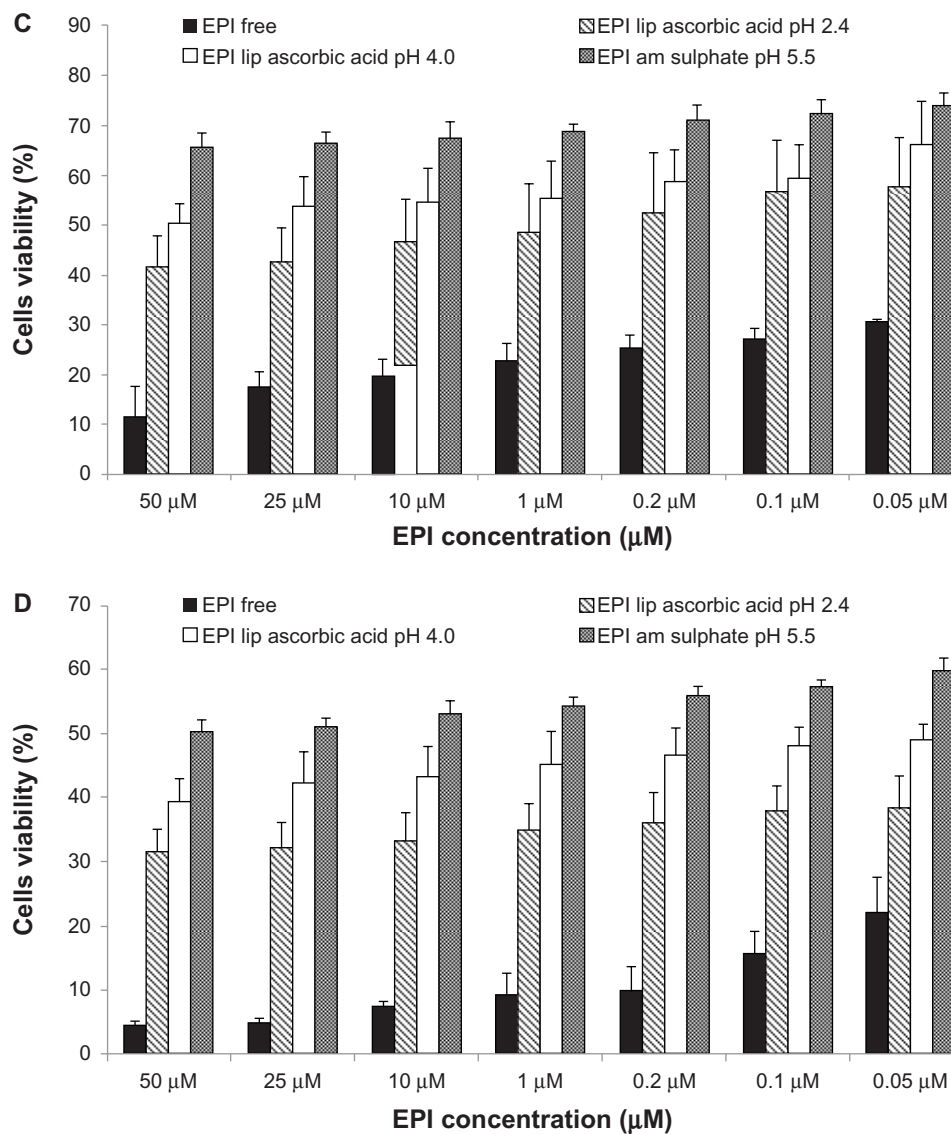 C
EPI free
EPI lip ascorbic acid pH 2.4
EPI lip ascorbic acid pH 4.0
EPI am sulphate pH 5.5
Cells viability (%)
90
80
70
60
50
40
30
20
10
0
50 μM 25 μM 10 μM 1 μM 0.2 μM 0.1 μM 0.05 μM
EPI concentration (μM)
D
EPI free
EPI lip ascorbic acid pH 2.4
EPI lip ascorbic acid pH 4.0
EPI am sulphate pH 5.5
Cells viability (%)
70
60
50
40
30
20
10
0
50 μM 25 μM 10 μM 1 μM 0.2 μM 0.1 μM 0.05 μM
EPI concentration (μM)